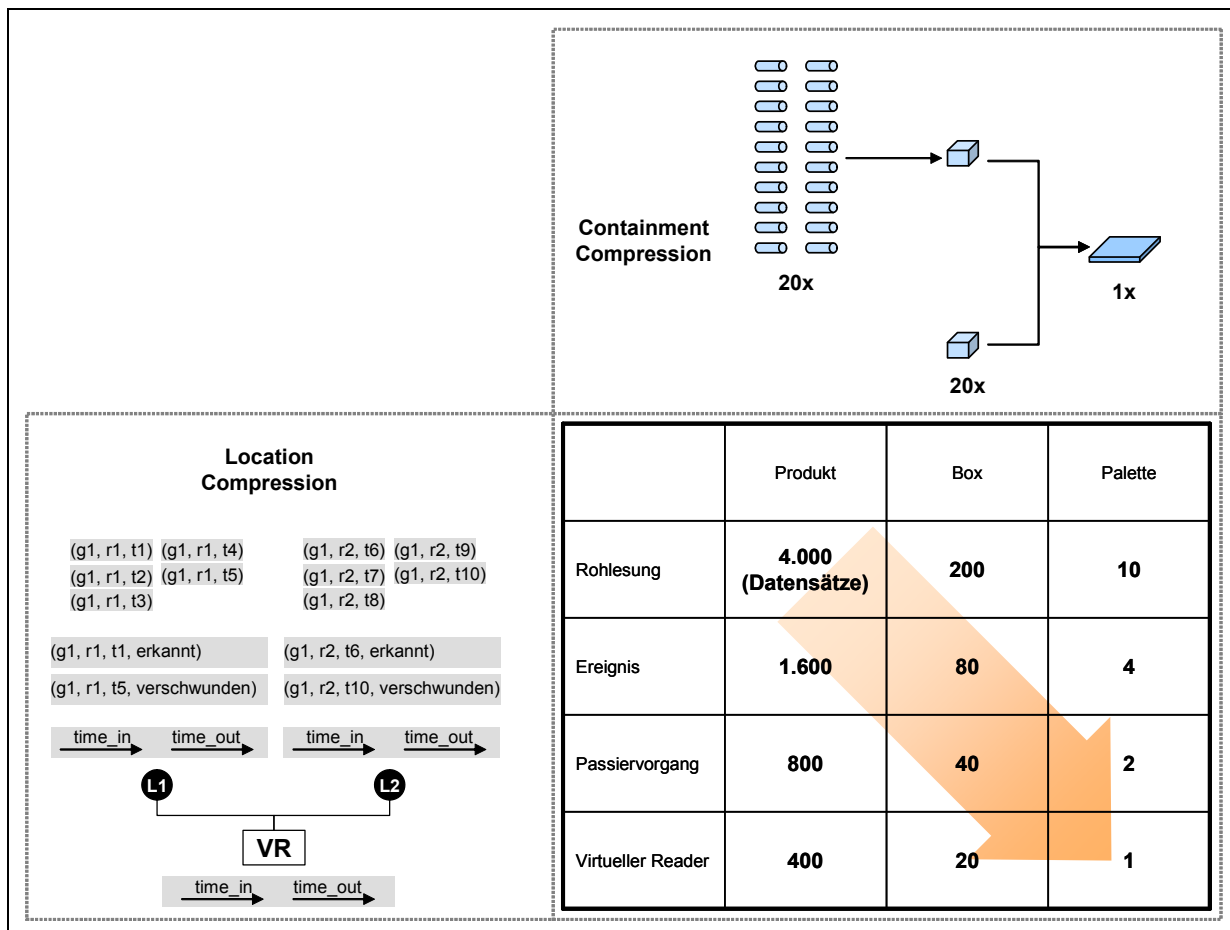 Containment
Compression
20x
1x
20x
Location
Compression
(g1, r1, t1) (g1, r1, t4)
(g1, r1, t2) (g1, r1, t5)
(g1, r1, t3)
(g1, r2, t6) (g1, r2, t9)
(g1, r2, t7) (g1, r2, t10)
(g1, r2, t8)
(g1, r1, t1, erkannt)
(g1, r2, t6, erkannt)
(g1, r1, t5, verschwunden)
(g1, r2, t10, verschwunden)
time_in time_out
time_in time_out
L1
L2
VR
time_in time_out
Produkt Box Palette
Rohlesung 4.000 (Datensätze) 200 10
Ereignis 1.600 80 4
Passiervorgang 800 40 2
Virtueller Reader 400 20 1